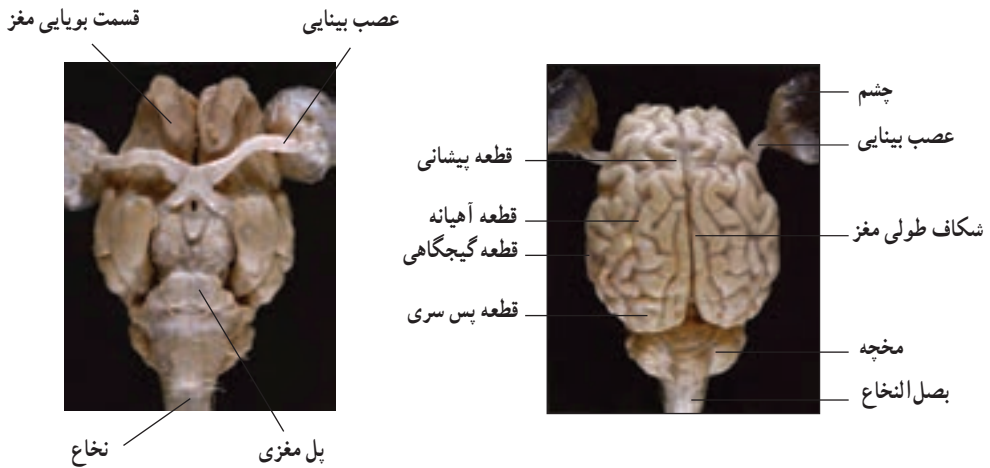 عصب بینایی
قسمت بویایی مغز
چشم
عصب بینایی
قطعه پیشانی
قطعه آهیانه
شکاف طولی مغز
قطعه گیجگاهی
قطعه پس سری
مخچه
بصل النخاع
پل مغزی
نخاع